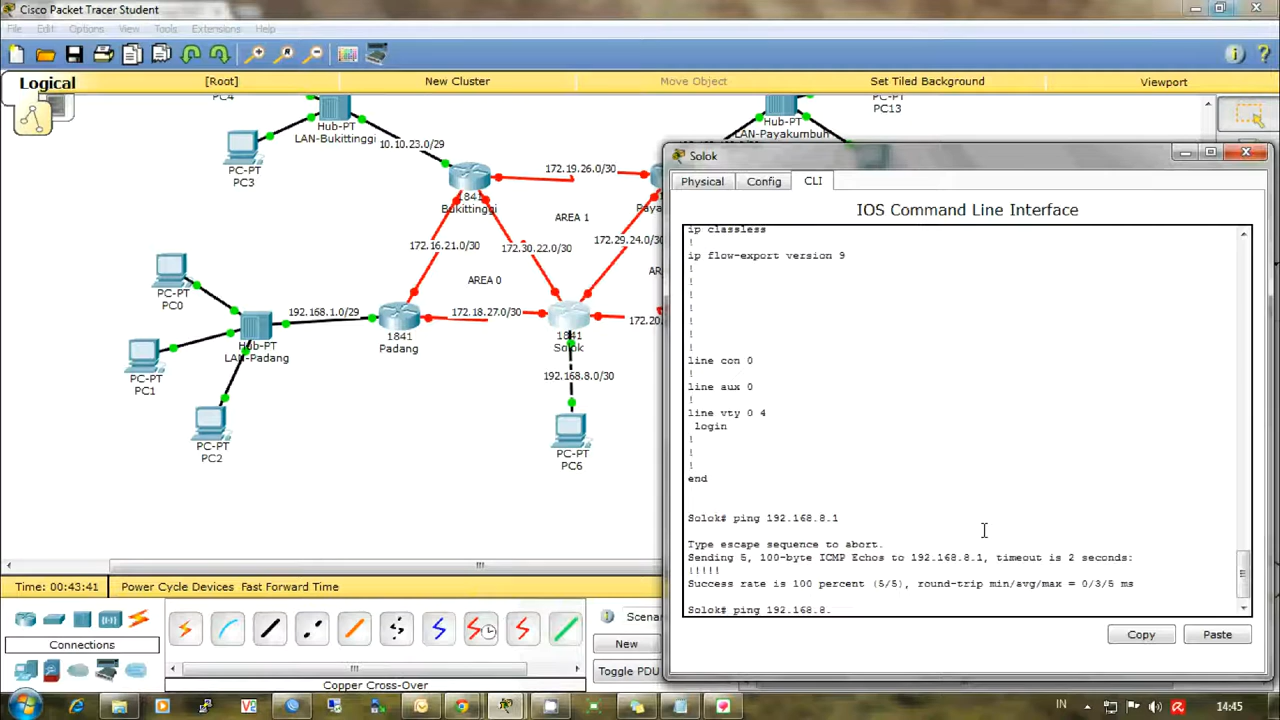 Cisco Packet Tracer Student
File Edit Options View Tools Extensions Help
Logical
[Root]
New Cluster
Move Object
Set Tiled Background
Viewport
PC4
Hub-PT
LAN-Bukittinggi
10.10.23.0/29
PC-PT
PC3
1841
Bukittinggi
172.19.26.0/30
Hub-PT
LAN-Payakumbuh
PC13
AREA 1
172.16.21.0/30
172.30.22.0/30
172.29.24.0/30
AREA 0
PC-PT
PC0
192.168.1.0/29
172.18.27.0/30
172.20.
Hub-PT
LAN-Padang
1841
Padang
1841
Solok
PC-PT
PC1
192.168.8.0/30
PC-PT
PC2
PC-PT
PC6
Solok
Physical
Config
CLI
IOS Command Line Interface
ip classless
!
ip flow-export version 9
!
!
!
!
!
!
line con 0
!
line aux 0
!
line vty 0 4
login
!
!
!
end
Solok# ping 192.168.8.1
Type escape sequence to abort.
Sending 5, 100-byte ICMP Echos to 192.168.8.1, timeout is 2 seconds:
!!!!!
Success rate is 100 percent (5/5), round-trip min/avg/max = 0/3/5 ms
Solok# ping 192.168.8.
Copy
Paste
Time: 00:43:41
Power Cycle Devices Fast Forward Time
Connections
Copper Cross-Over
Scenar
New
Toggle PDU
IN
14:45